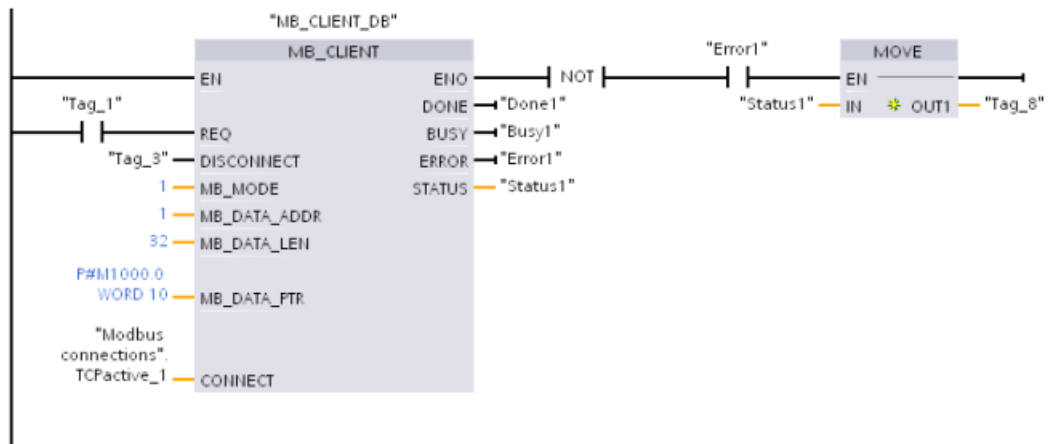 "MB_CLIENT_DB"
MB_CLIENT
"Error1"
MOVE
EN
ENO
NOT
EN
"Tag_1"
DONE
"Done1"
"Status1"
IN
OUT1
"Tag_8"
REQ
BUSY
"Busy1"
"Tag_3"
DISCONNECT
ERROR
"Error1"
1
MB_MODE
STATUS
"Status1"
1
MB_DATA_ADDR
32
MB_DATA_LEN
P#M1000.0
WORD 10
MB_DATA_PTR
"Modbus
connections".
TCPactive_1
CONNECT